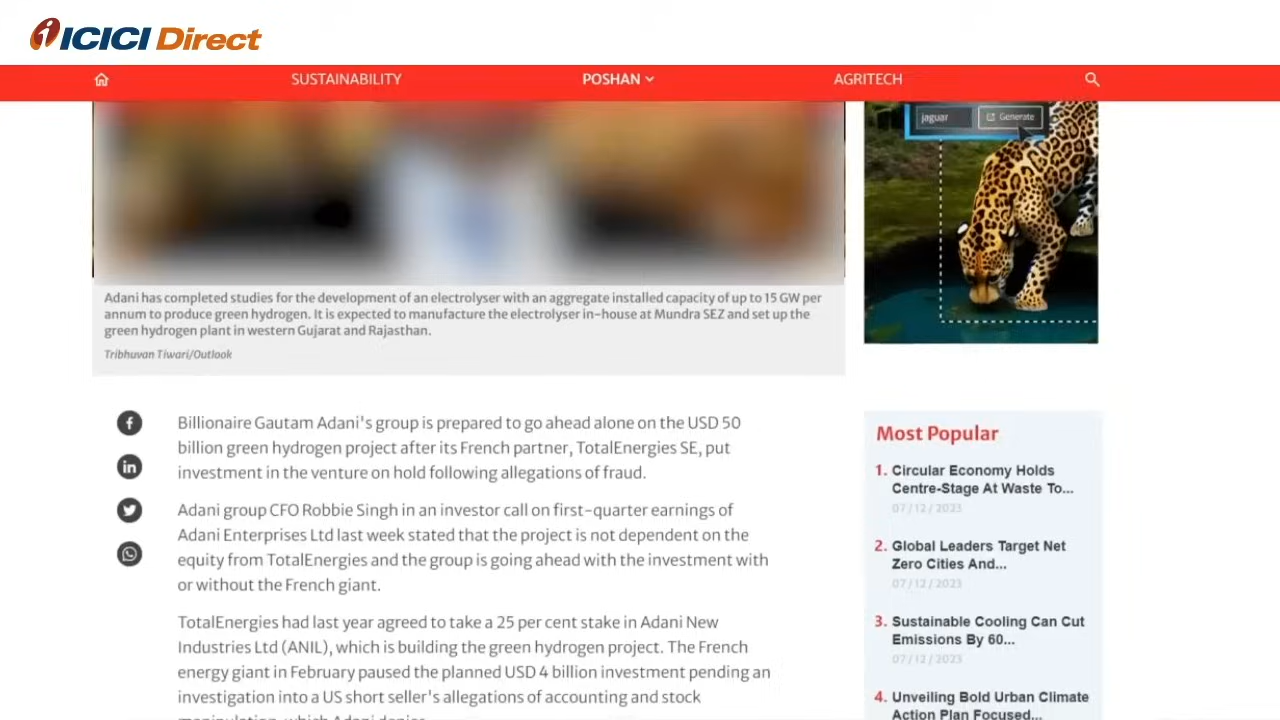 ICICI Direct
SUSTAINABILITY
POSHAN
AGRITECH
jaguar
Generate
Adani has completed studies for the development of an electrolyser with an aggregate installed capacity of up to 15 GW per
annum to produce green hydrogen. It is expected to manufacture the electrolyser in-house at Mundra SEZ and set up the
green hydrogen plant in western Gujarat and Rajasthan.
Tribhuvan Tiwari/Outlook
Billionaire Gautam Adani's group is prepared to go ahead alone on the USD 50
billion green hydrogen project after its French partner, TotalEnergies SE, put
investment in the venture on hold following allegations of fraud.
Adani group CFO Robbie Singh in an investor call on first-quarter earnings of
Adani Enterprises Ltd last week stated that the project is not dependent on the
equity from TotalEnergies and the group is going ahead with the investment with
or without the French giant.
TotalEnergies had last year agreed to take a 25 per cent stake in Adani New
Industries Ltd (ANIL), which is building the green hydrogen project. The French
energy giant in February paused the planned USD 4 billion investment pending an
investigation into a US short seller's allegations of accounting and stock
Most Popular
1. Circular Economy Holds
Centre-Stage At Waste To...
07/12/2023
2. Global Leaders Target Net
Zero Cities And...
07/12/2023
3. Sustainable Cooling Can Cut
Emissions By 60...
07/12/2023
4. Unveiling Bold Urban Climate
Action Plan Focused...